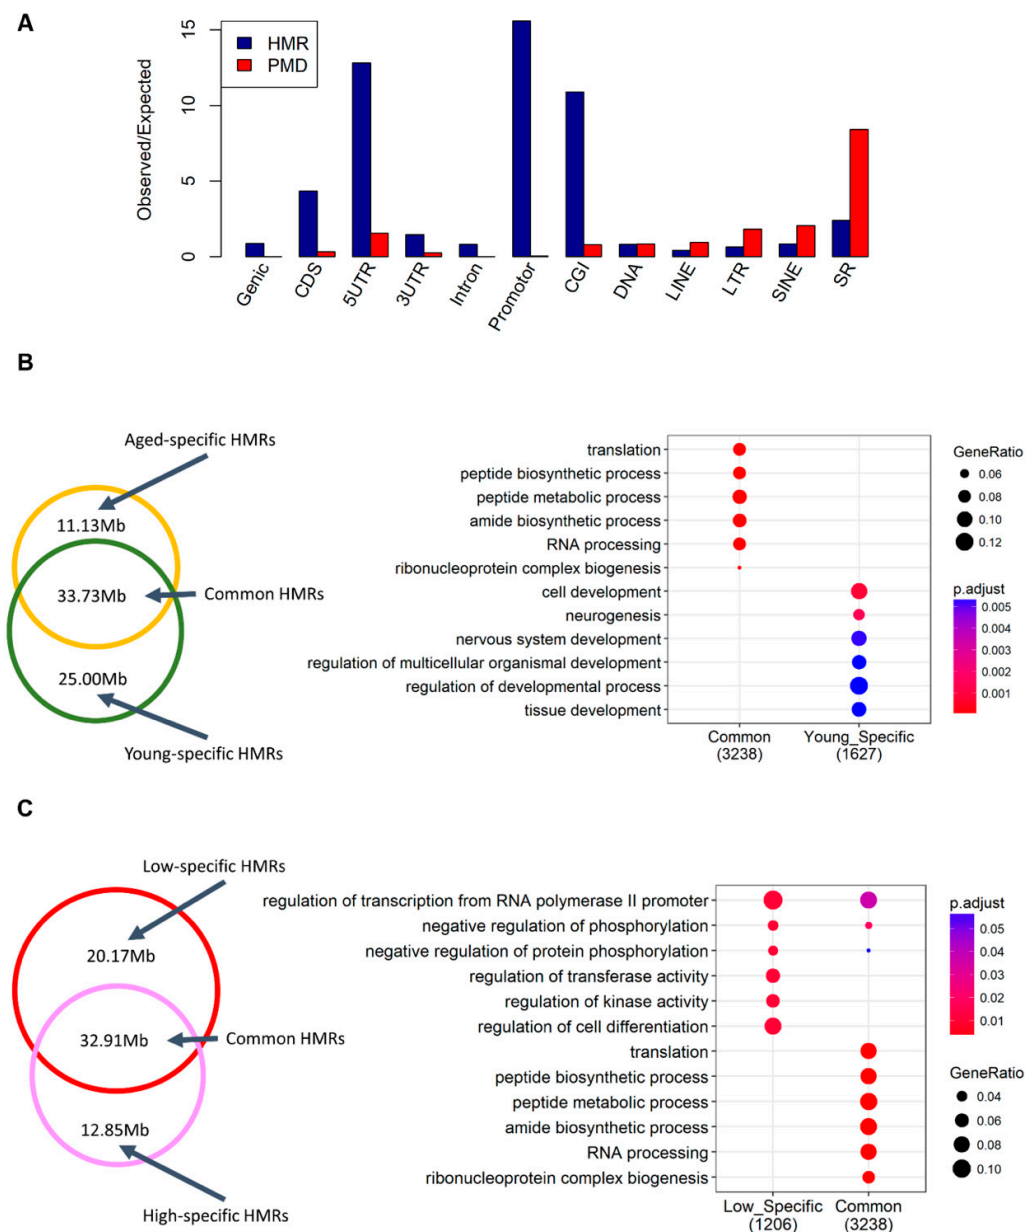 A
Observed/Expected
15
10
5
0
HMR
PMD
Genic
CDS
5UTR
3UTR
Intron
Promotor
CGI
DNA
LINE
LTR
SINE
SR
B
Aged-specific HMRs
11.13Mb
33.73Mb
Common HMRs
25.00Mb
Young-specific HMRs
translation
peptide biosynthetic process
peptide metabolic process
amide biosynthetic process
RNA processing
ribonucleoprotein complex biogenesis
cell development
neurogenesis
nervous system development
regulation of multicellular organismal development
regulation of developmental process
tissue development
Common
(3238)
Young_Specific
(1627)
GeneRatio
0.06
0.08
0.10
0.12
p.adjust
0.005
0.004
0.003
0.002
0.001
C
Low-specific HMRs
20.17Mb
32.91Mb
Common HMRs
12.85Mb
High-specific HMRs
regulation of transcription from RNA polymerase II promoter
negative regulation of phosphorylation
negative regulation of protein phosphorylation
regulation of transferase activity
regulation of kinase activity
regulation of cell differentiation
translation
peptide biosynthetic process
peptide metabolic process
amide biosynthetic process
RNA processing
ribonucleoprotein complex biogenesis
Low_Specific
(1206)
Common
(3238)
p.adjust
0.05
0.04
0.03
0.02
0.01
GeneRatio
0.04
0.06
0.08
0.10